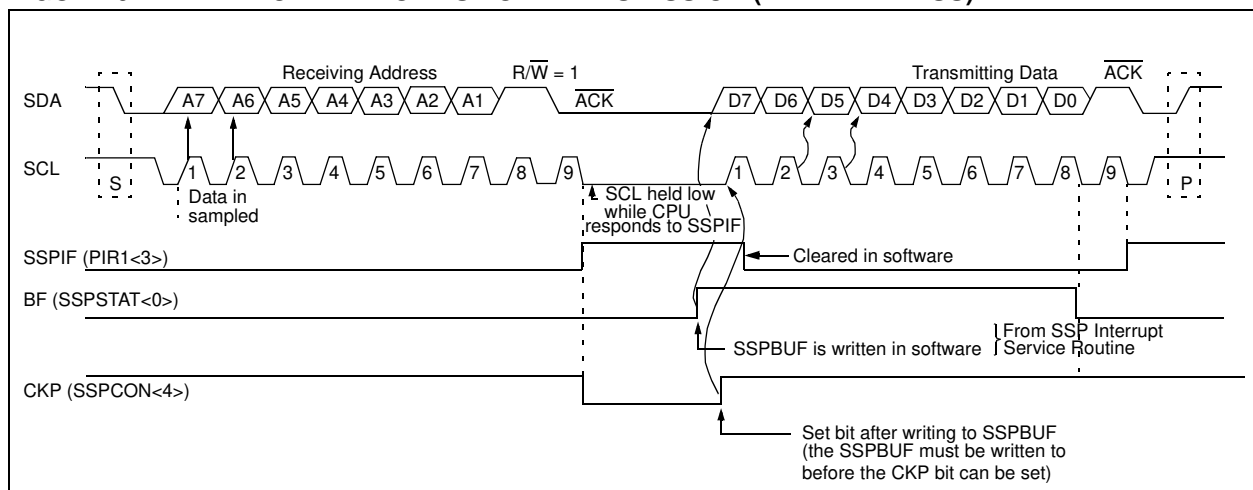 Receiving Address R/W = 1 Transmitting Data ACK
SDA A7 A6 A5 A4 A3 A2 A1 ACK D7 D6 D5 D4 D3 D2 D1 D0
SCL 1 2 3 4 5 6 7 8 9 1 2 3 4 5 6 7 8 9
S P
Data in
sampled
SCL held low
while CPU
responds to SSPIF
SSPIF (PIR1<3>)
Cleared in software
BF (SSPSTAT<0>)
SSPBUF is written in software
From SSP Interrupt
Service Routine
CKP (SSPCON<4>)
Set bit after writing to SSPBUF
(the SSPBUF must be written to
before the CKP bit can be set)